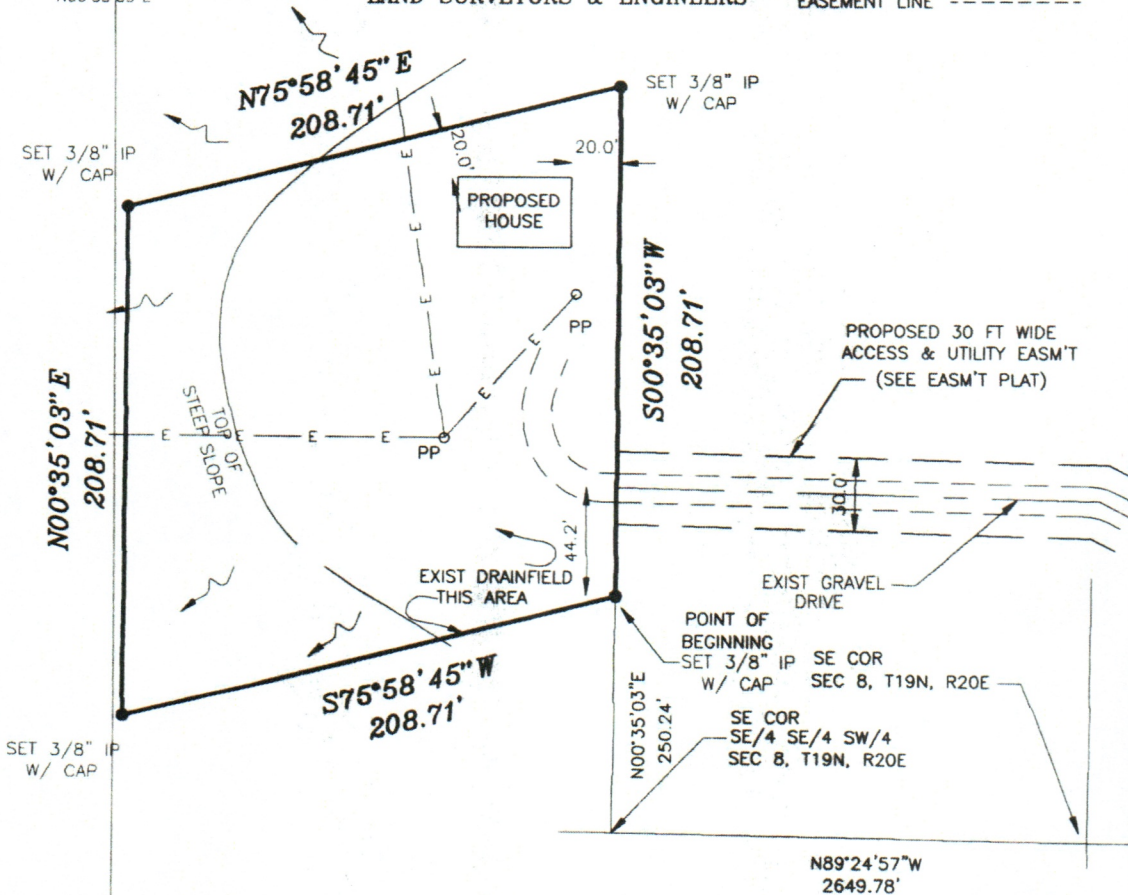 LAND SURVEYORS & ENGINEERS
EASEMENT LINE
N75°58'45"E
208.71'
SET 3/8" IP
W/ CAP
SET 3/8" IP
W/ CAP
20.0'
20.0'
PROPOSED
HOUSE
E
E
E
E
E
E
PP
S00°35'03"W
208.71'
PROPOSED 30 FT WIDE
ACCESS & UTILITY EASM'T
(SEE EASM'T PLAT)
N00°35'03"E
208.71'
TOP OF
STEEP SLOPE
E
E
E
E
PP
30.0'
44.2'
EXIST DRAINFIELD
THIS AREA
EXIST GRAVEL
DRIVE
POINT OF
BEGINNING
SET 3/8" IP
W/ CAP
SE COR
SEC 8, T19N, R20E
S75°58'45"W
208.71'
SE COR
SE/4 SE/4 SW/4
SEC 8, T19N, R20E
N00°35'03"E
250.24'
SET 3/8" IP
W/ CAP
N89°24'57"W
2649.78'